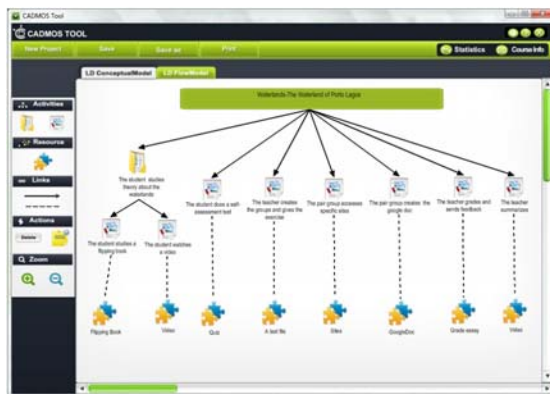 CADMOS Tool
CADMOS TOOL
New Project
Save
Save as
Print
Statistics
Course Info
LD ConceptualModel
LD FlowModel
Activities
Resource
Links
Actions
Delete
Zoom
Waterlands-The Waterland of Porto Lagos
The student studies
theory about the
waterlands
The student does a self-
assessment test
The teacher creates
the groups and gives the
exercise
The pair group accesses
specific sites
The pair group creates the
google doc
The teacher grades and
sends feedback
The teacher
summarizes
The student studies a
flipping book
The student watches
a video
Flipping Book
Video
Quiz
A text file
Sites
GoogleDoc
Grade essay
Video